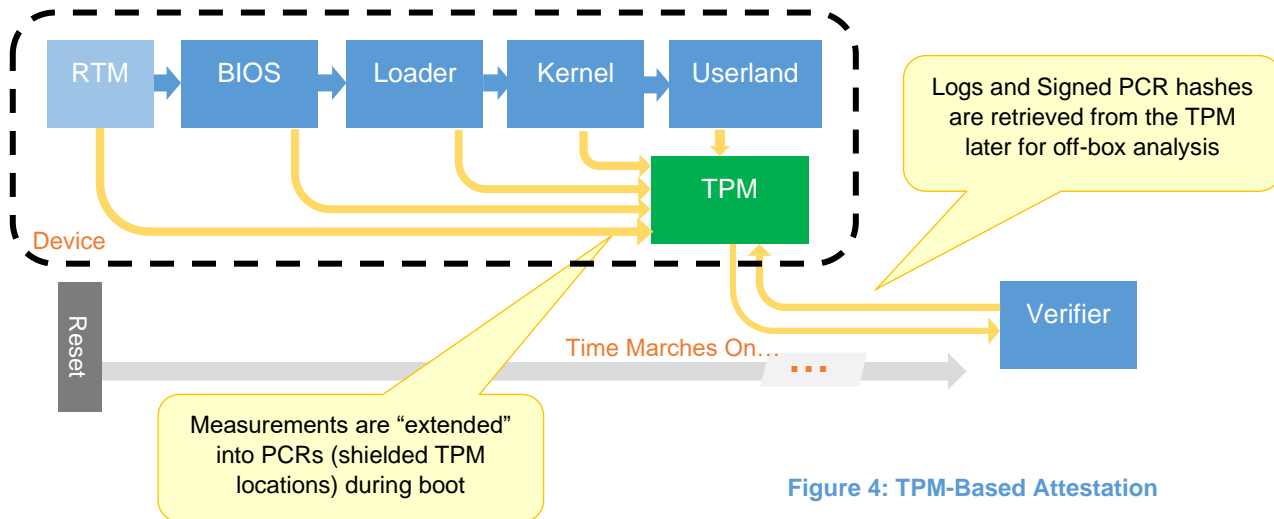 RTM
BIOS
Loader
Kernel
Userland
Logs and Signed PCR hashes
are retrieved from the TPM
later for off-box analysis
TPM
Device
Reset
Verifier
Time Marches On…
...
Measurements are “extended”
into PCRs (shielded TPM
locations) during boot
Figure 4: TPM-Based Attestation